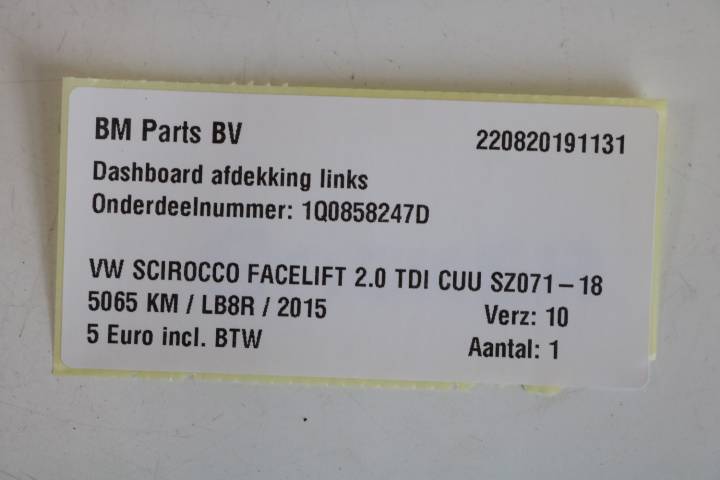 BM Parts BV 220820191131
Dashboard afdekking links
Onderdeelnummer: 1Q0858247D
VW SCIROCCO FACELIFT 2.0 TDI CUU SZ071-18
5065 KM / LB8R / 2015 Verz: 10
5 Euro incl. BTW Aantal: 1